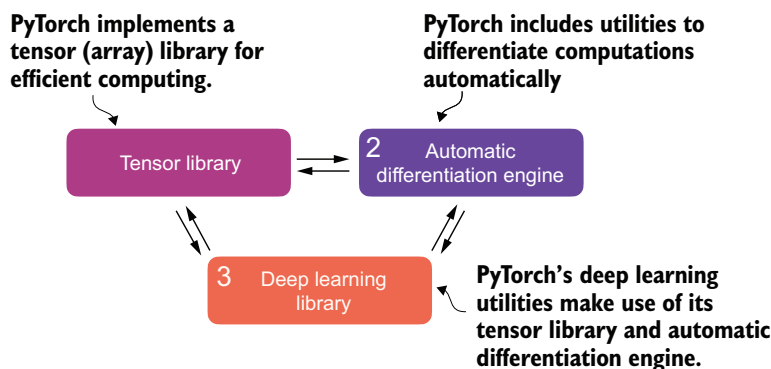 PyTorch implements a
tensor (array) library for
efficient computing.
PyTorch includes utilities to
differentiate computations
automatically
Tensor library
2
Automatic
differentiation engine
3
Deep learning
library
PyTorch’s deep learning
utilities make use of its
tensor library and automatic
differentiation engine.